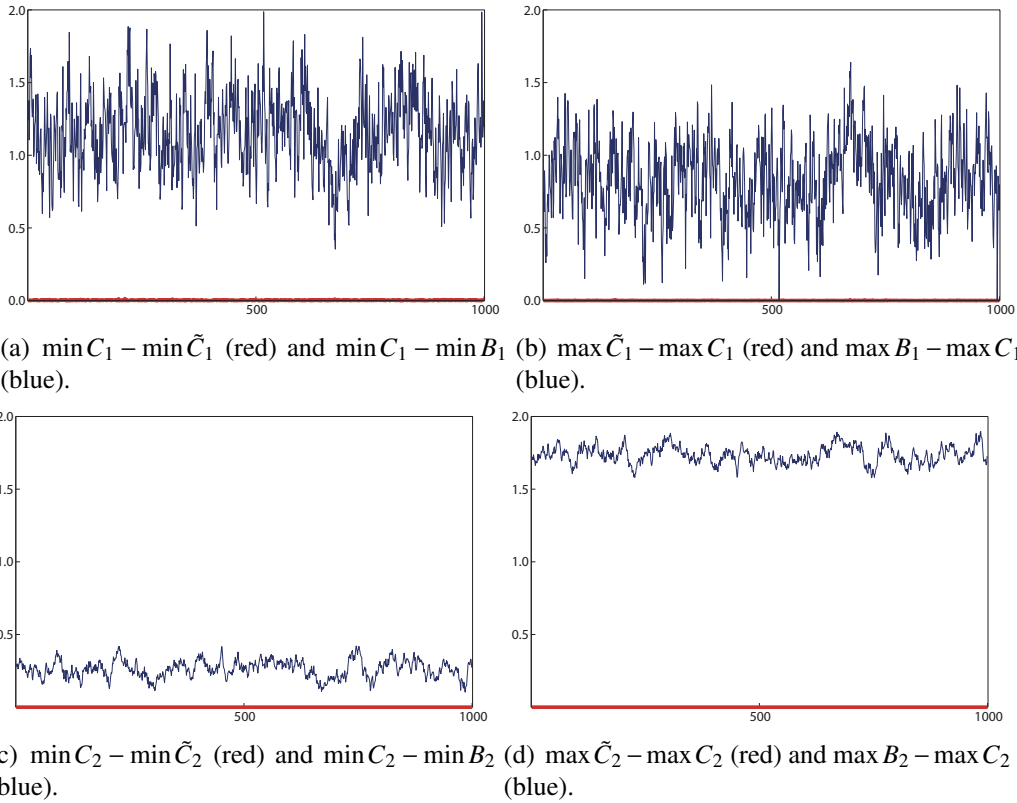 2.0 2.0
1.5 1.5
1.0 1.0
0.5 0.5
0.0 0.0
500 1000 500 1000
(a) min C₁ − min C̃₁ (red) and min C₁ − min B₁ (b) max C̃₁ − max C₁ (red) and max B₁ − max C₁
(blue). (blue).
2.0 2.0
1.5 1.5
1.0 1.0
0.5 0.5
500 1000 500 1000
c) min C₂ − min C̃₂ (red) and min C₂ − min B₂ (d) max C̃₂ − max C₂ (red) and max B₂ − max C₂
blue). (blue).